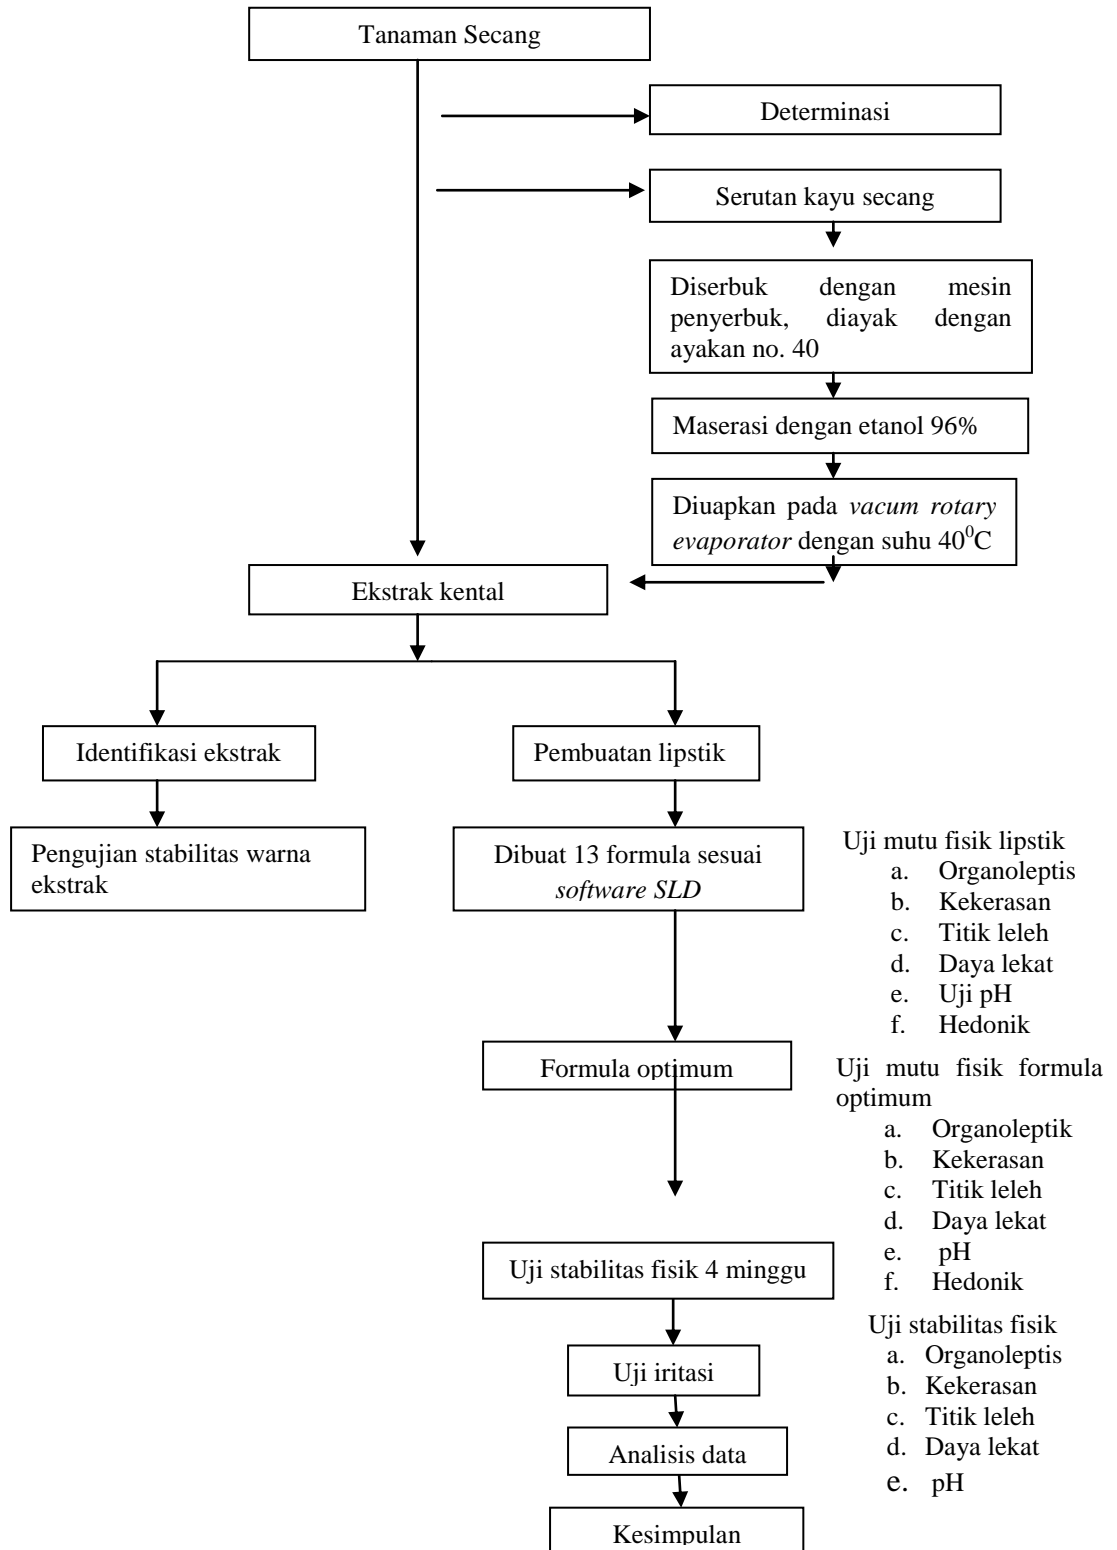 Tanaman Secang
Determinasi
Serutan kayu secang
Diserbuk dengan mesin
penyerbuk, diayak dengan
ayakan no. 40
Maserasi dengan etanol 96%
Diuapkan pada vacum rotary
evaporator dengan suhu 40⁰C
Ekstrak kental
Identifikasi ekstrak
Pembuatan lipstik
Pengujian stabilitas warna
ekstrak
Dibuat 13 formula sesuai
software SLD
Uji mutu fisik lipstik
a. Organoleptis
b. Kekerasan
c. Titik leleh
d. Daya lekat
e. Uji pH
f. Hedonik
Formula optimum
Uji mutu fisik formula
optimum
a. Organoleptik
b. Kekerasan
c. Titik leleh
d. Daya lekat
e. pH
f. Hedonik
Uji stabilitas fisik 4 minggu
Uji stabilitas fisik
a. Organoleptis
b. Kekerasan
c. Titik leleh
d. Daya lekat
e. pH
Uji iritasi
Analisis data
Kesimpulan